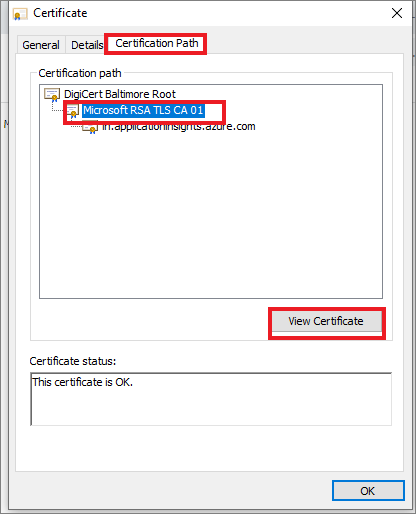 Certificate
General
Details
Certification Path
Certification path
DigiCert Baltimore Root
Microsoft RSA TLS CA 01
in.applicationinsights.azure.com
View Certificate
Certificate status:
This certificate is OK.
OK